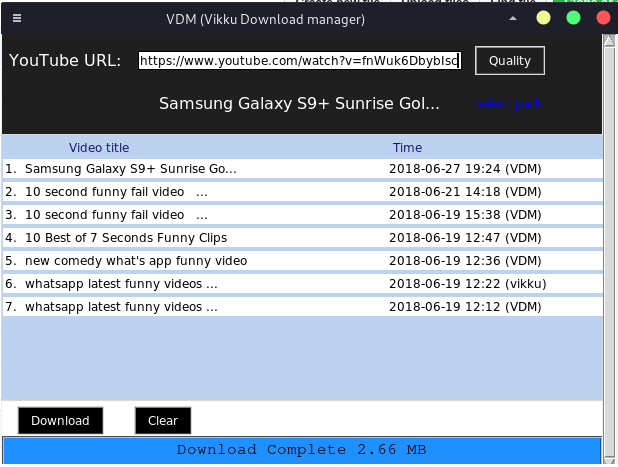 VDM (Vikku Download manager)
YouTube URL: https://www.youtube.com/watch?v=fnWuk6DbybIsc Quality
Samsung Galaxy S9+ Sunrise Gol... select path
Video title Time
1. Samsung Galaxy S9+ Sunrise Go... 2018-06-27 19:24 (VDM)
2. 10 second funny fail video ... 2018-06-21 14:18 (VDM)
3. 10 second funny fail video ... 2018-06-19 15:38 (VDM)
4. 10 Best of 7 Seconds Funny Clips 2018-06-19 12:47 (VDM)
5. new comedy what's app funny video 2018-06-19 12:36 (VDM)
6. whatsapp latest funny videos ... 2018-06-19 12:22 (vikku)
7. whatsapp latest funny videos ... 2018-06-19 12:12 (VDM)
Download Clear
Download Complete 2.66 MB